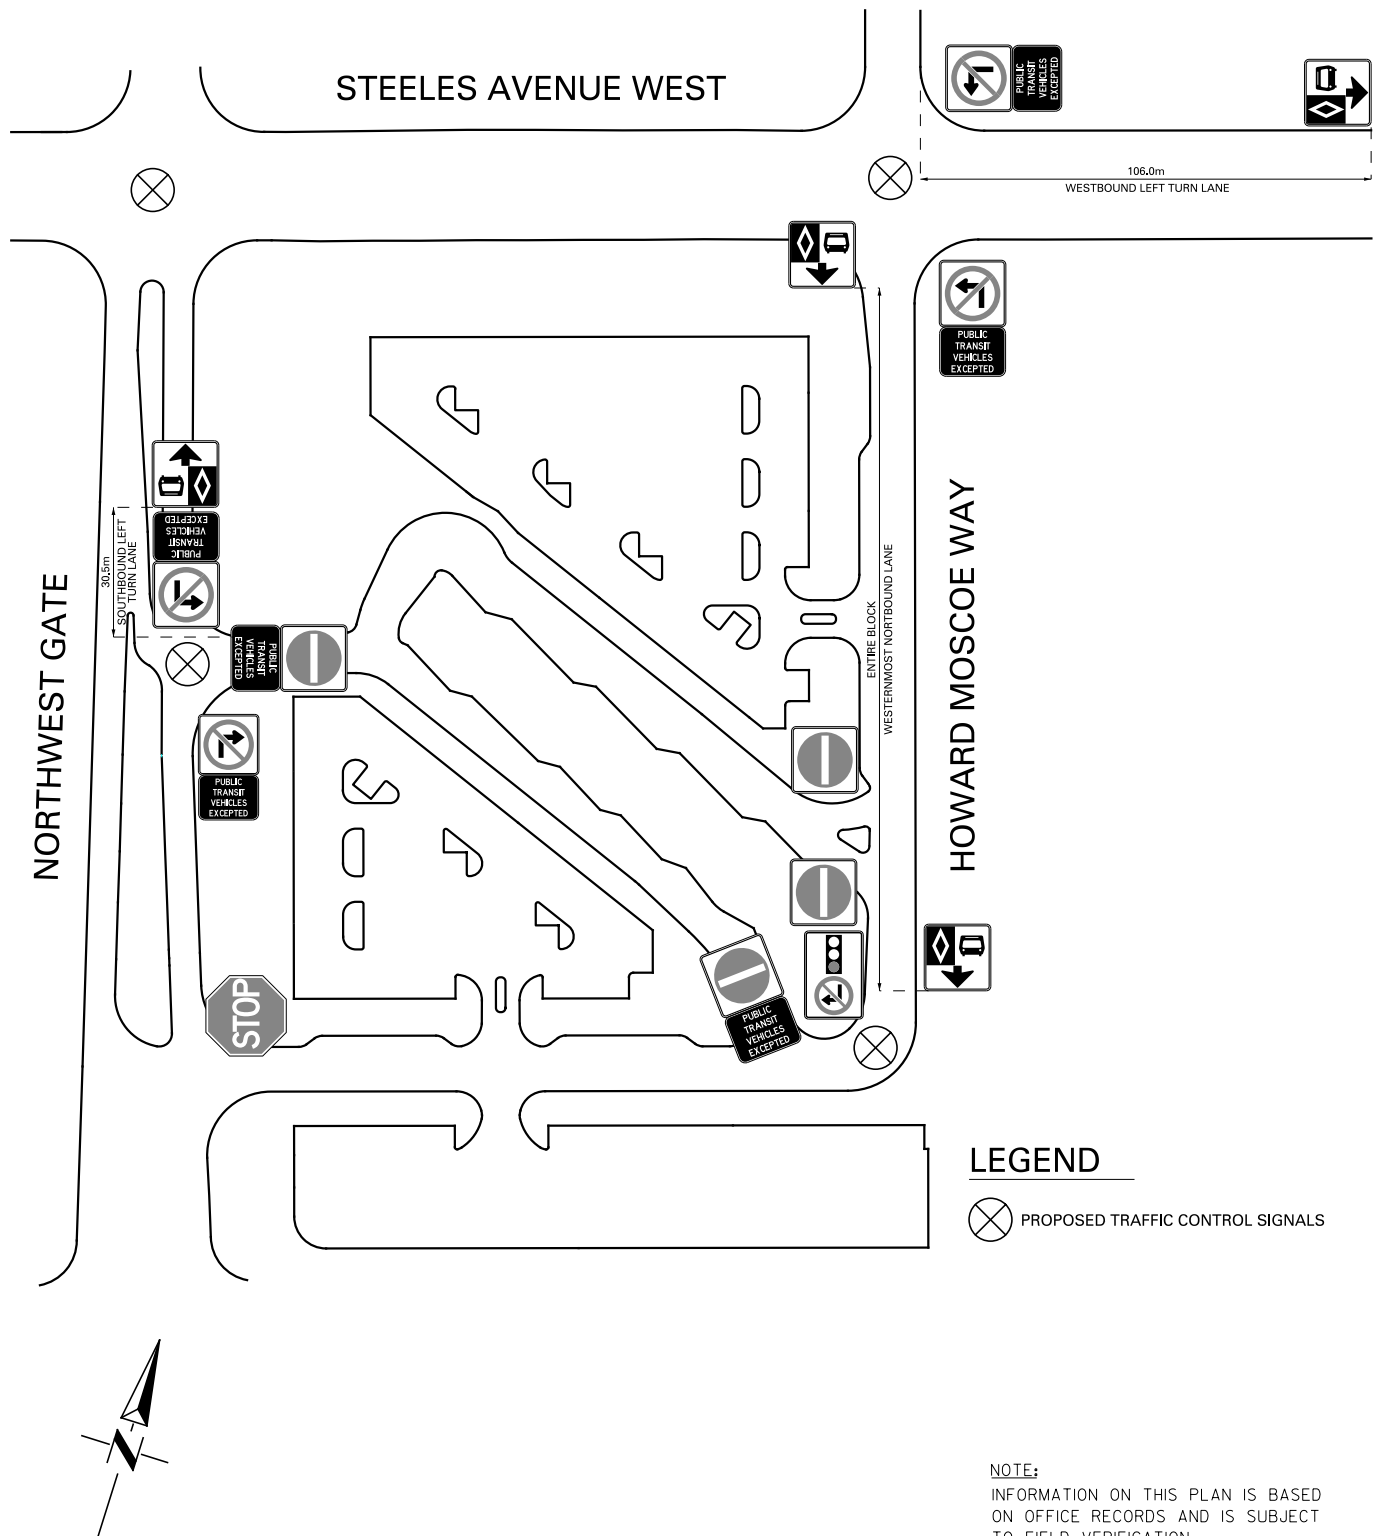 STEELES AVENUE WEST
PUBLIC
TRANSIT
VEHICLES
EXCEPTED
106.0m
WESTBOUND LEFT TURN LANE
PUBLIC
TRANSIT
VEHICLES
EXCEPTED
PUBLIC
TRANSIT
VEHICLES
EXCEPTED
30.5m
SOUTHBOUND LEFT
TURN LANE
PUBLIC
TRANSIT
VEHICLES
EXCEPTED
PUBLIC
TRANSIT
VEHICLES
EXCEPTED
NORTHWEST GATE
ENTIRE BLOCK
WESTERNMOST NORTBOUND LANE
HOWARD MOSCOE WAY
STOP
PUBLIC
TRANSIT
VEHICLES
EXCEPTED
LEGEND
PROPOSED TRAFFIC CONTROL SIGNALS
N
NOTE:
INFORMATION ON THIS PLAN IS BASED
ON OFFICE RECORDS AND IS SUBJECT
TO FIELD VERIFICATION